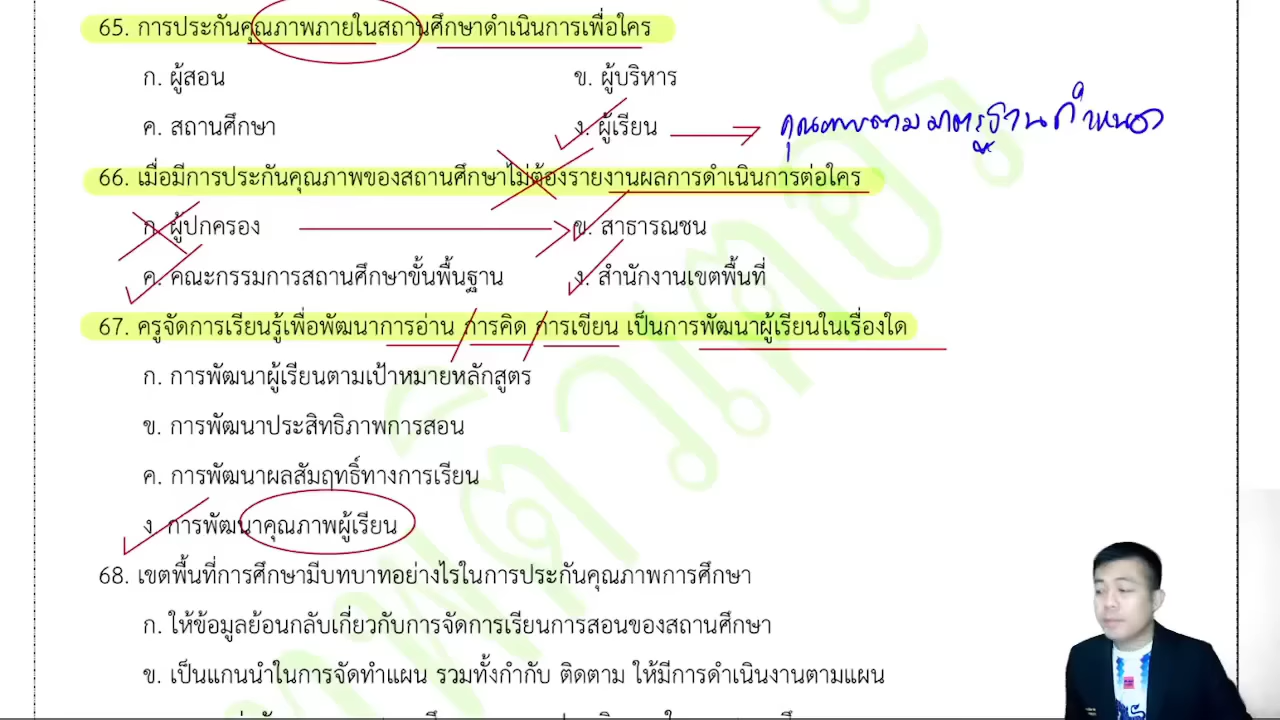 65. การประกันคุณภาพภายในสถานศึกษาดำเนินการเพื่อใคร
ก. ผู้สอน ข. ผู้บริหาร
ค. สถานศึกษา ง. ผู้เรียน คุณภาพตามมาตรฐานกำหนด
66. เมื่อมีการประกันคุณภาพของสถานศึกษาไม่ต้องรายงานผลการดำเนินการต่อใคร
ก. ผู้ปกครอง ข. สาธารณชน
ค. คณะกรรมการสถานศึกษาขั้นพื้นฐาน ง. สำนักงานเขตพื้นที่
67. ครูจัดการเรียนรู้เพื่อพัฒนาการอ่าน การคิด การเขียน เป็นการพัฒนาผู้เรียนในเรื่องใด
ก. การพัฒนาผู้เรียนตามเป้าหมายหลักสูตร
ข. การพัฒนาประสิทธิภาพการสอน
ค. การพัฒนาผลสัมฤทธิ์ทางการเรียน
ง. การพัฒนาคุณภาพผู้เรียน
68. เขตพื้นที่การศึกษามีบทบาทอย่างไรในการประกันคุณภาพการศึกษา
ก. ให้ข้อมูลย้อนกลับเกี่ยวกับการจัดการเรียนการสอนของสถานศึกษา
ข. เป็นแกนนำในการจัดทำแผน รวมทั้งกำกับ ติดตาม ให้มีการดำเนินงานตามแผน